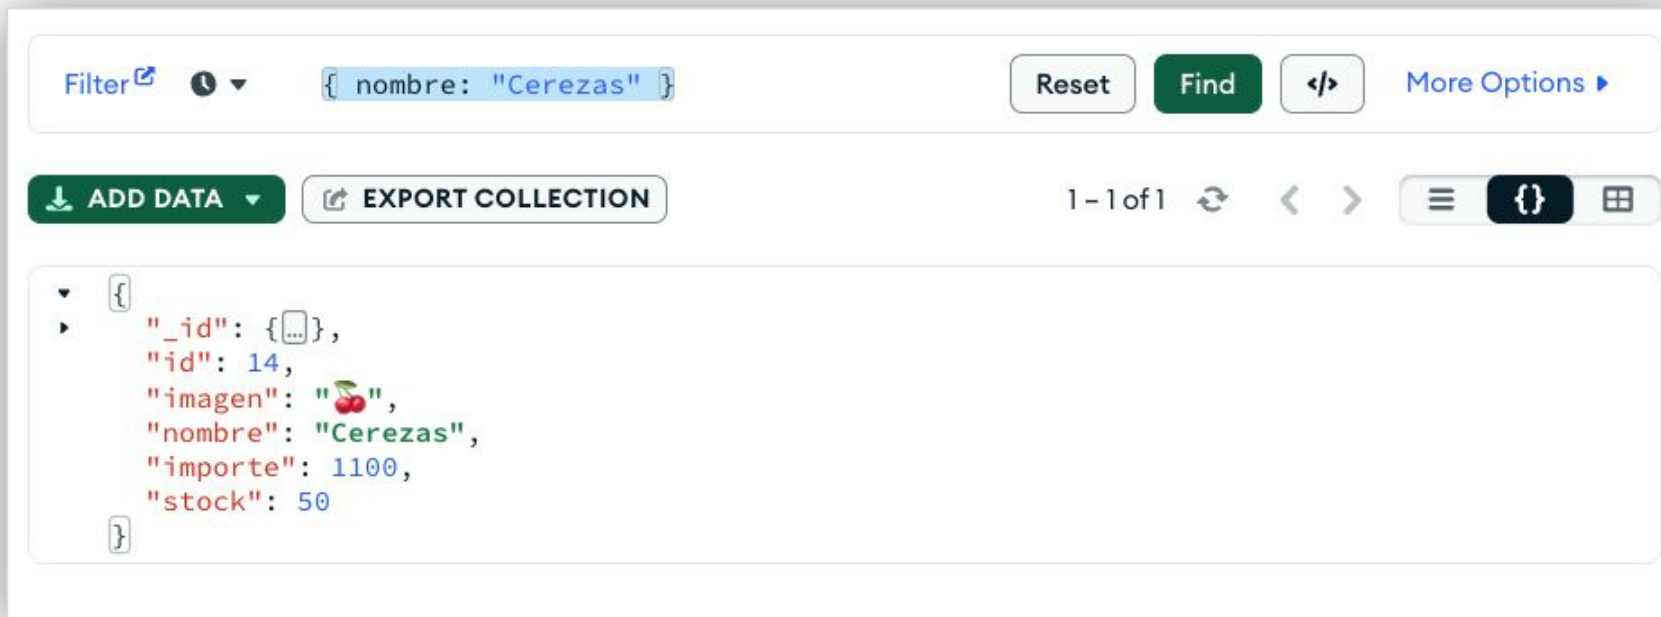 Filter { nombre: "Cerezas" } Reset Find </> More Options
ADD DATA EXPORT COLLECTION 1 – 1 of 1 {}
{
"_id": {…},
"id": 14,
"imagen": "🍒",
"nombre": "Cerezas",
"importe": 1100,
"stock": 50
}